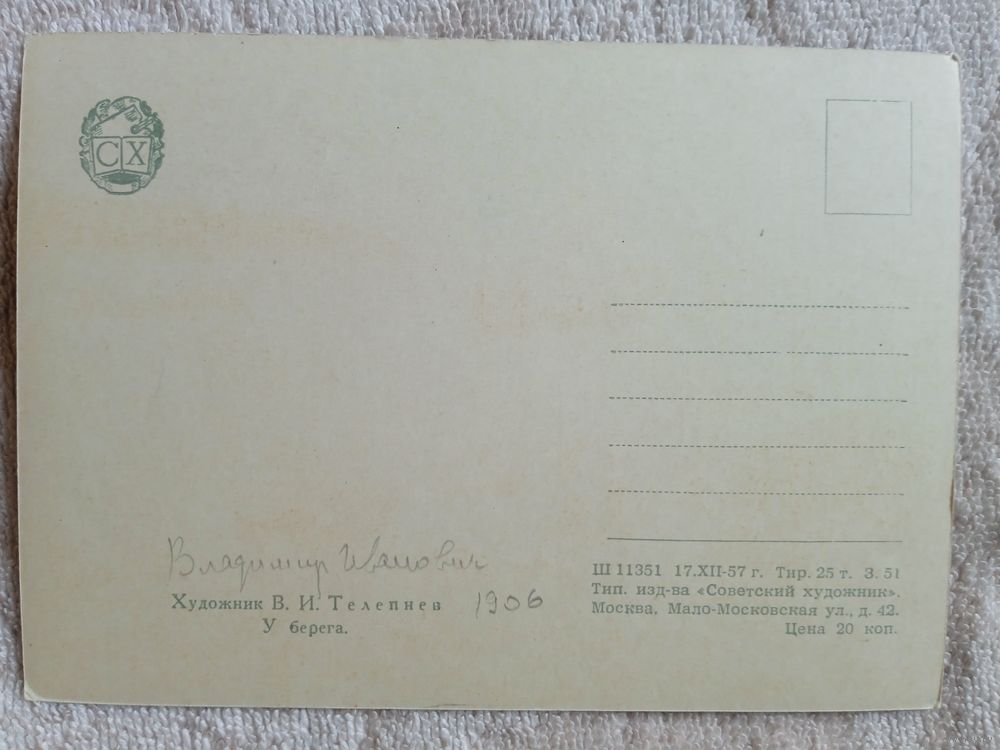 СХ
Владимир Иванович
Художник В. И. Телепнев 1906
У берега.
Ш 11351 17.XII-57 г. Тир. 25 т. З. 51
Тип. изд-ва «Советский художник».
Москва, Мало-Московская ул., д. 42.
Цена 20 коп.